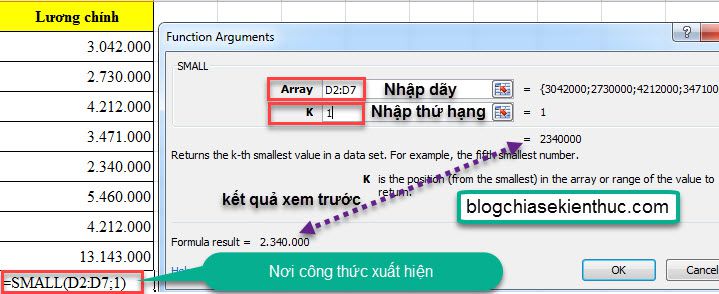 Lương chính
3.042.000
2.730.000
4.212.000
3.471.000
2.340.000
5.460.000
4.212.000
13.143.000
=SMALL(D2:D7;1)
Function Arguments
?
SMALL
Array D2:D7 Nhập dãy = {3042000;2730000;4212000;347100
K 1 Nhập thứ hạng = 1
= 2340000
Returns the k-th smallest value in a data set. For example, the fifth smallest number.
K is the position (from the smallest) in the array or range of the value to
return.
kết quả xem trước
blogchiasekienthuc.com
Formula result = 2.340.000
Nơi công thức xuất hiện
OK
Cancel